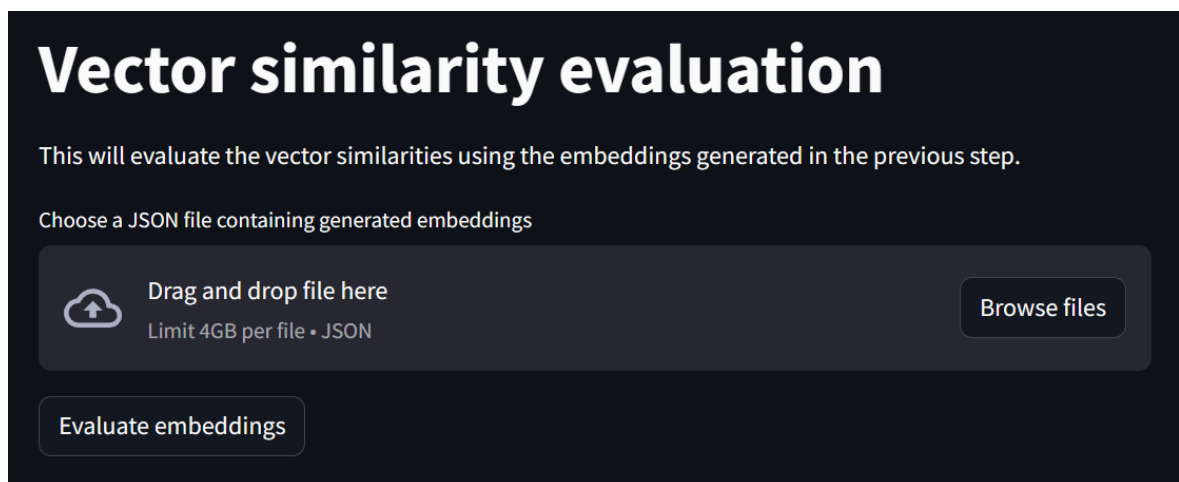 Vector similarity evaluation
This will evaluate the vector similarities using the embeddings generated in the previous step.
Choose a JSON file containing generated embeddings
Drag and drop file here
Limit 4GB per file • JSON
Browse files
Evaluate embeddings